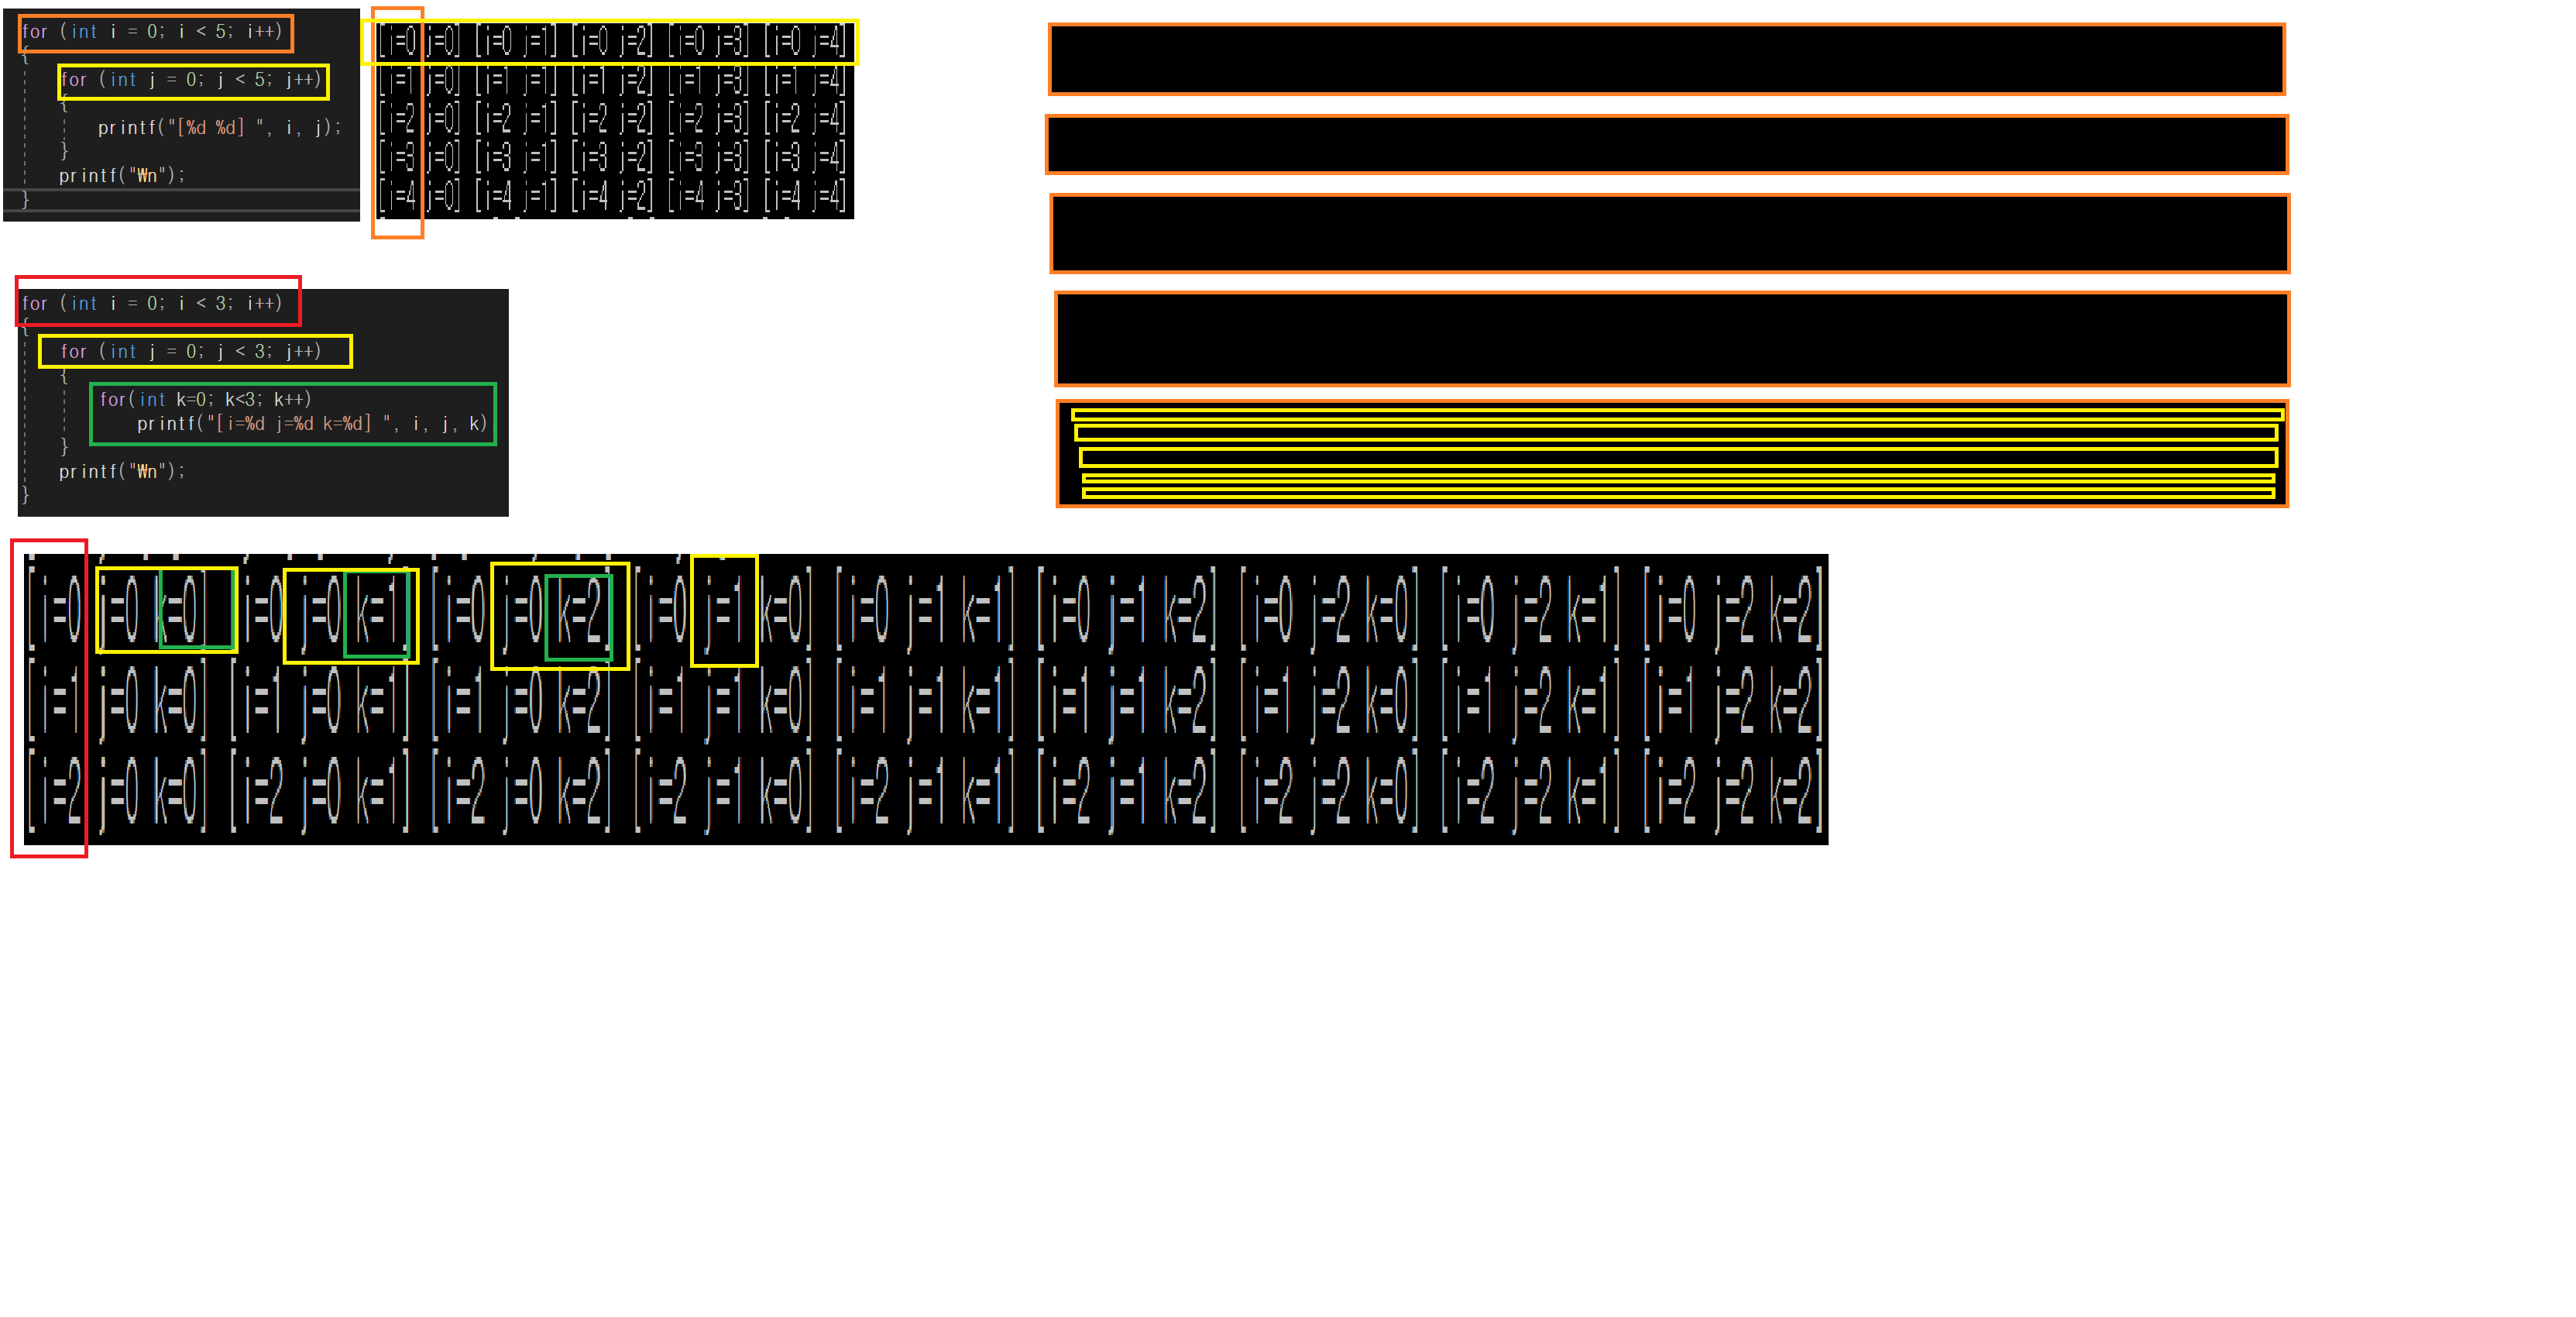 for (int i = 0; i < 5; i++)
{
for (int j = 0; j < 5; j++)
{
printf("[%d %d] ", i, j);
}
printf("₩n");
}
[i=0 j=0] [i=0 j=1] [i=0 j=2] [i=0 j=3] [i=0 j=4]
[i=1 j=0] [i=1 j=1] [i=1 j=2] [i=1 j=3] [i=1 j=4]
[i=2 j=0] [i=2 j=1] [i=2 j=2] [i=2 j=3] [i=2 j=4]
[i=3 j=0] [i=3 j=1] [i=3 j=2] [i=3 j=3] [i=3 j=4]
[i=4 j=0] [i=4 j=1] [i=4 j=2] [i=4 j=3] [i=4 j=4]
for (int i = 0; i < 3; i++)
{
for (int j = 0; j < 3; j++)
{
for(int k=0; k<3; k++)
printf("[i=%d j=%d k=%d] ", i, j, k)
}
printf("₩n");
}
[i=0 j=0 k=0] i=0 j=0 k=1] [i=0 j=0 k=2] [i=0 j=1 k=0] [i=0 j=1 k=1] [i=0 j=1 k=2] [i=0 j=2 k=0] [i=0 j=2 k=1] [i=0 j=2 k=2]
[i=1 j=0 k=0] [i=1 j=0 k=1] [i=1 j=0 k=2] [i=1 j=1 k=0] [i=1 j=1 k=1] [i=1 j=1 k=2] [i=1 j=2 k=0] [i=1 j=2 k=1] [i=1 j=2 k=2]
[i=2 j=0 k=0] [i=2 j=0 k=1] [i=2 j=0 k=2] [i=2 j=1 k=0] [i=2 j=1 k=1] [i=2 j=1 k=2] [i=2 j=2 k=0] [i=2 j=2 k=1] [i=2 j=2 k=2]